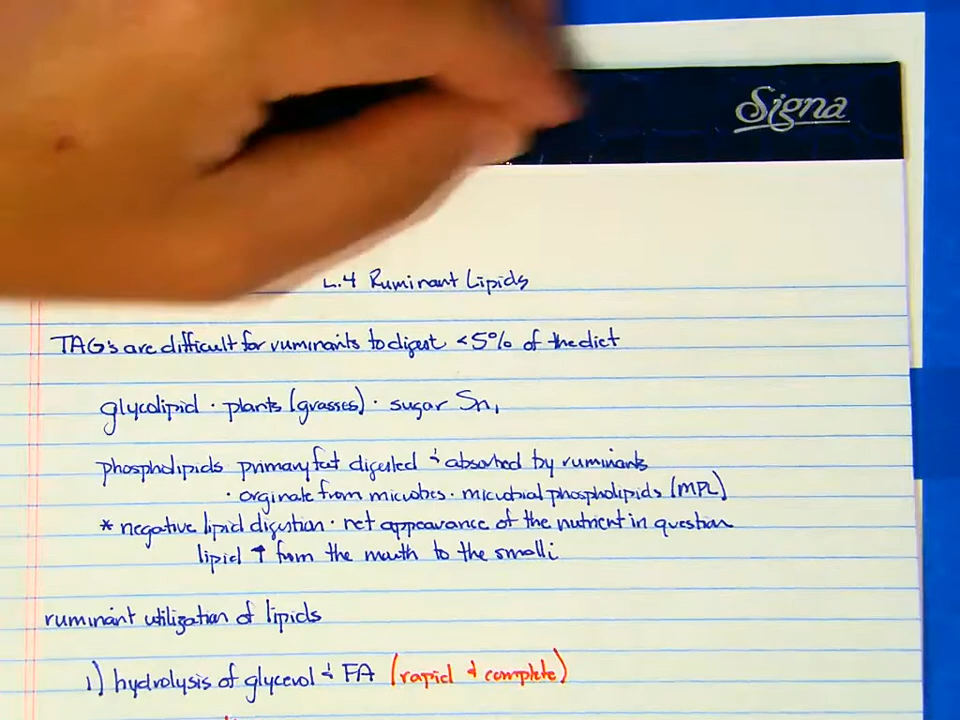 Signa
L.4 Ruminant Lipids
TAG's are difficult for ruminants to digest <5% of the diet
glycolipid · plants (grasses) · sugar Sn₁
phospholipids primary fat digested & absorbed by ruminants
· orginate from microbes · microbial phospholipids (MPL)
* negative lipid digestion · net appearance of the nutrient in question
lipid ↑ from the mouth to the small i
ruminant utilization of lipids
1) hydrolysis of glycerol & FA (rapid & complete)